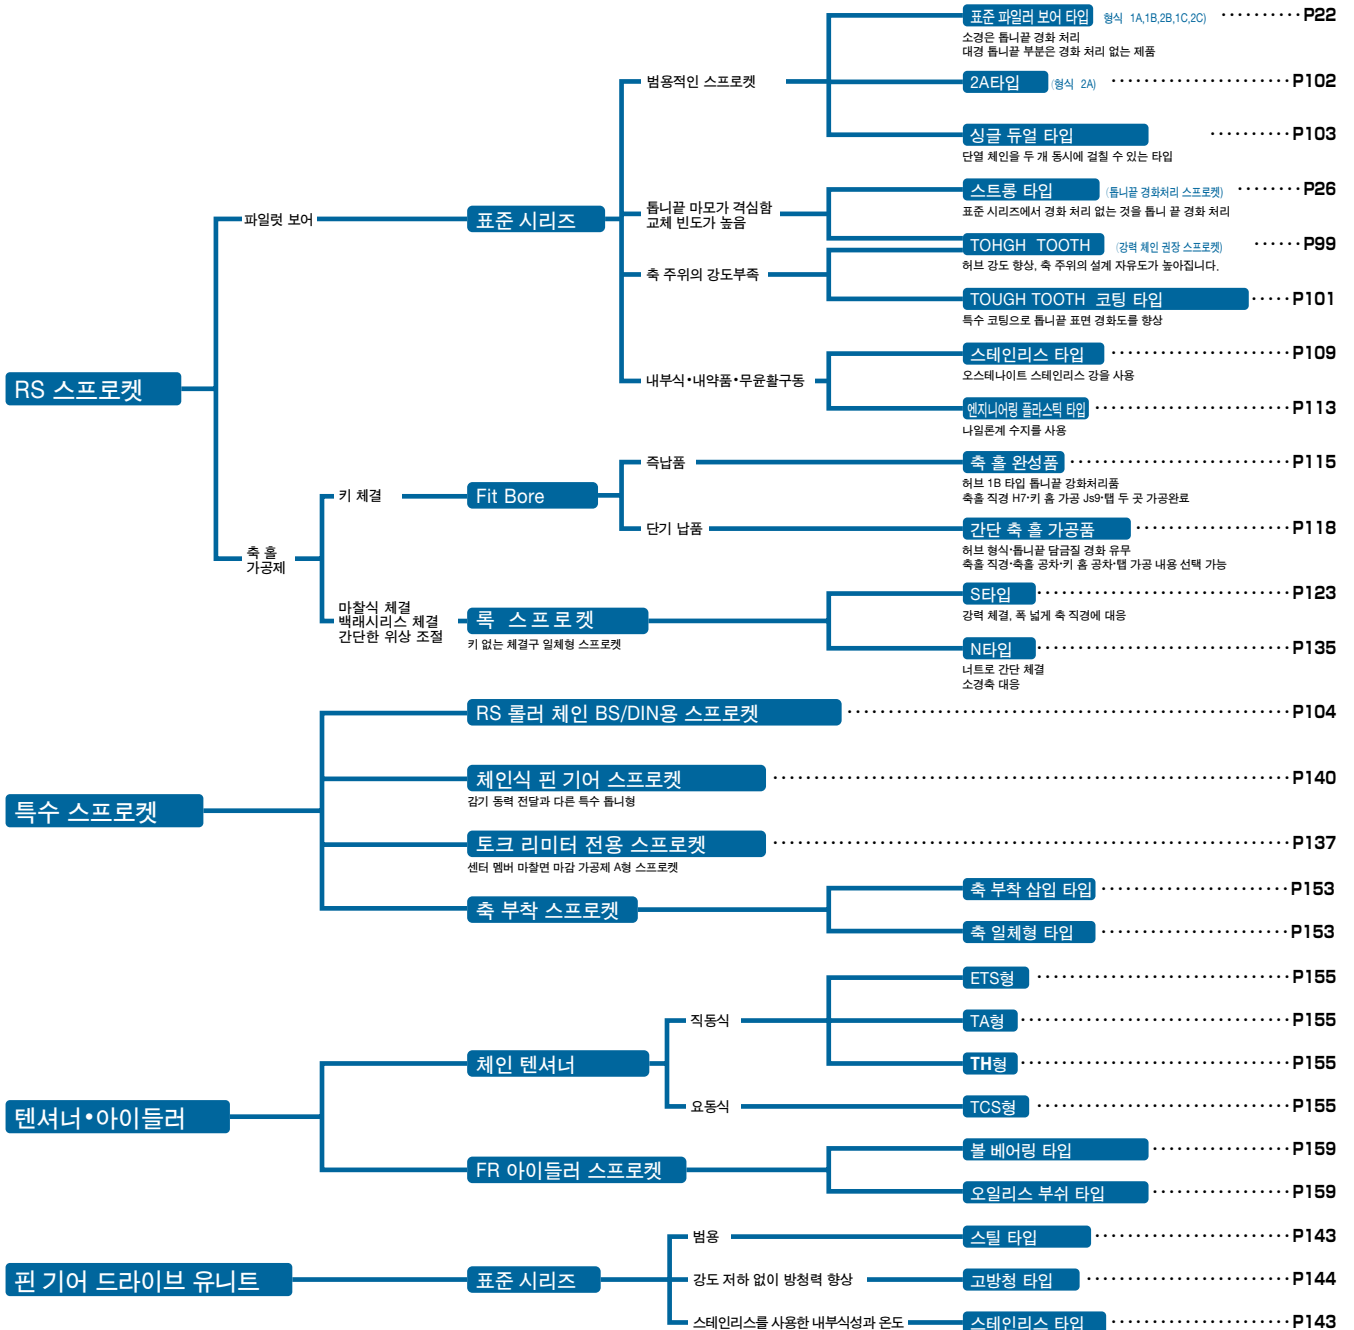 RS 스프로켓
파일럿 보어
표준 시리즈
범용적인 스프로켓
표준 파일러 보어 타입 형식 1A,1B,2B,1C,2C) ·········· P22
소경은 톱니끝 경화 처리
대경 톱니끝 부분은 경화 처리 없는 제품
2A타입 (형식 2A) ······················ P102
싱글 듀얼 타입 ·········· P103
단열 체인을 두 개 동시에 걸칠 수 있는 타입
톱니끝 마모가 격심함
교체 빈도가 높음
스트롱 타입 (톱니끝 경화처리 스프로켓) ········ P26
표준 시리즈에서 경화 처리 없는 것을 톱니 끝 경화 처리
TOHGH TOOTH (강력 체인 권장 스프로켓) ······ P99
허브 강도 향상, 축 주위의 설계 자유도가 높아집니다.
축 주위의 강도부족
TOUGH TOOTH 코팅 타입 ····· P101
특수 코팅으로 톱니끝 표면 경화도를 향상
내부식·내약품·무윤활구동
스테인리스 타입 ······················ P109
오스테나이트 스테인리스 강을 사용
엔지니어링 플라스틱 타입 ························ P113
나일론계 수지를 사용
축 홀
가공제
키 체결
Fit Bore
즉납품
축 홀 완성품 ··························· P115
허브 1B 타입 톱니끝 강화처리품
축홀 직경 H7·키 홈 가공 Js9·탭 두 곳 가공완료
단기 납품
간단 축 홀 가공품 ··················· P118
허브 형식·톱니끝 담금질 경화 유무
축홀 직경·축홀 공차·키 홈 공차·탭 가공 내용 선택 가능
마찰식 체결
백래시리스 체결
간단한 위상 조절
록 스프로켓
키 없는 체결구 일체형 스프로켓
S타입 ······························· P123
강력 체결, 폭 넓게 축 직경에 대응
N타입 ······························· P135
너트로 간단 체결
소경축 대응
특수 스프로켓
RS 롤러 체인 BS/DIN용 스프로켓 ······················································ P104
체인식 핀 기어 스프로켓 ······························································· P140
감기 동력 전달과 다른 특수 톱니형
토크 리미터 전용 스프로켓 ······························································· P137
센터 멤버 마찰면 마감 가공제 A형 스프로켓
축 부착 스프로켓
축 부착 삽입 타입 ······················· P153
축 일체형 타입 ······················· P153
텐셔너·아이들러
체인 텐셔너
직동식
ETS형 ······························· P155
TA형 ································· P155
TH형 ································· P155
요동식
TCS형 ······························· P155
FR 아이들러 스프로켓
볼 베어링 타입 ················· P159
오일리스 부쉬 타입 ················· P159
핀 기어 드라이브 유니트
표준 시리즈
범용
스틸 타입 ························ P143
강도 저하 없이 방청력 향상
고방청 타입 ························· P144
스테인리스를 사용한 내부식성과 온도
스테인리스 타입 ······················ P143